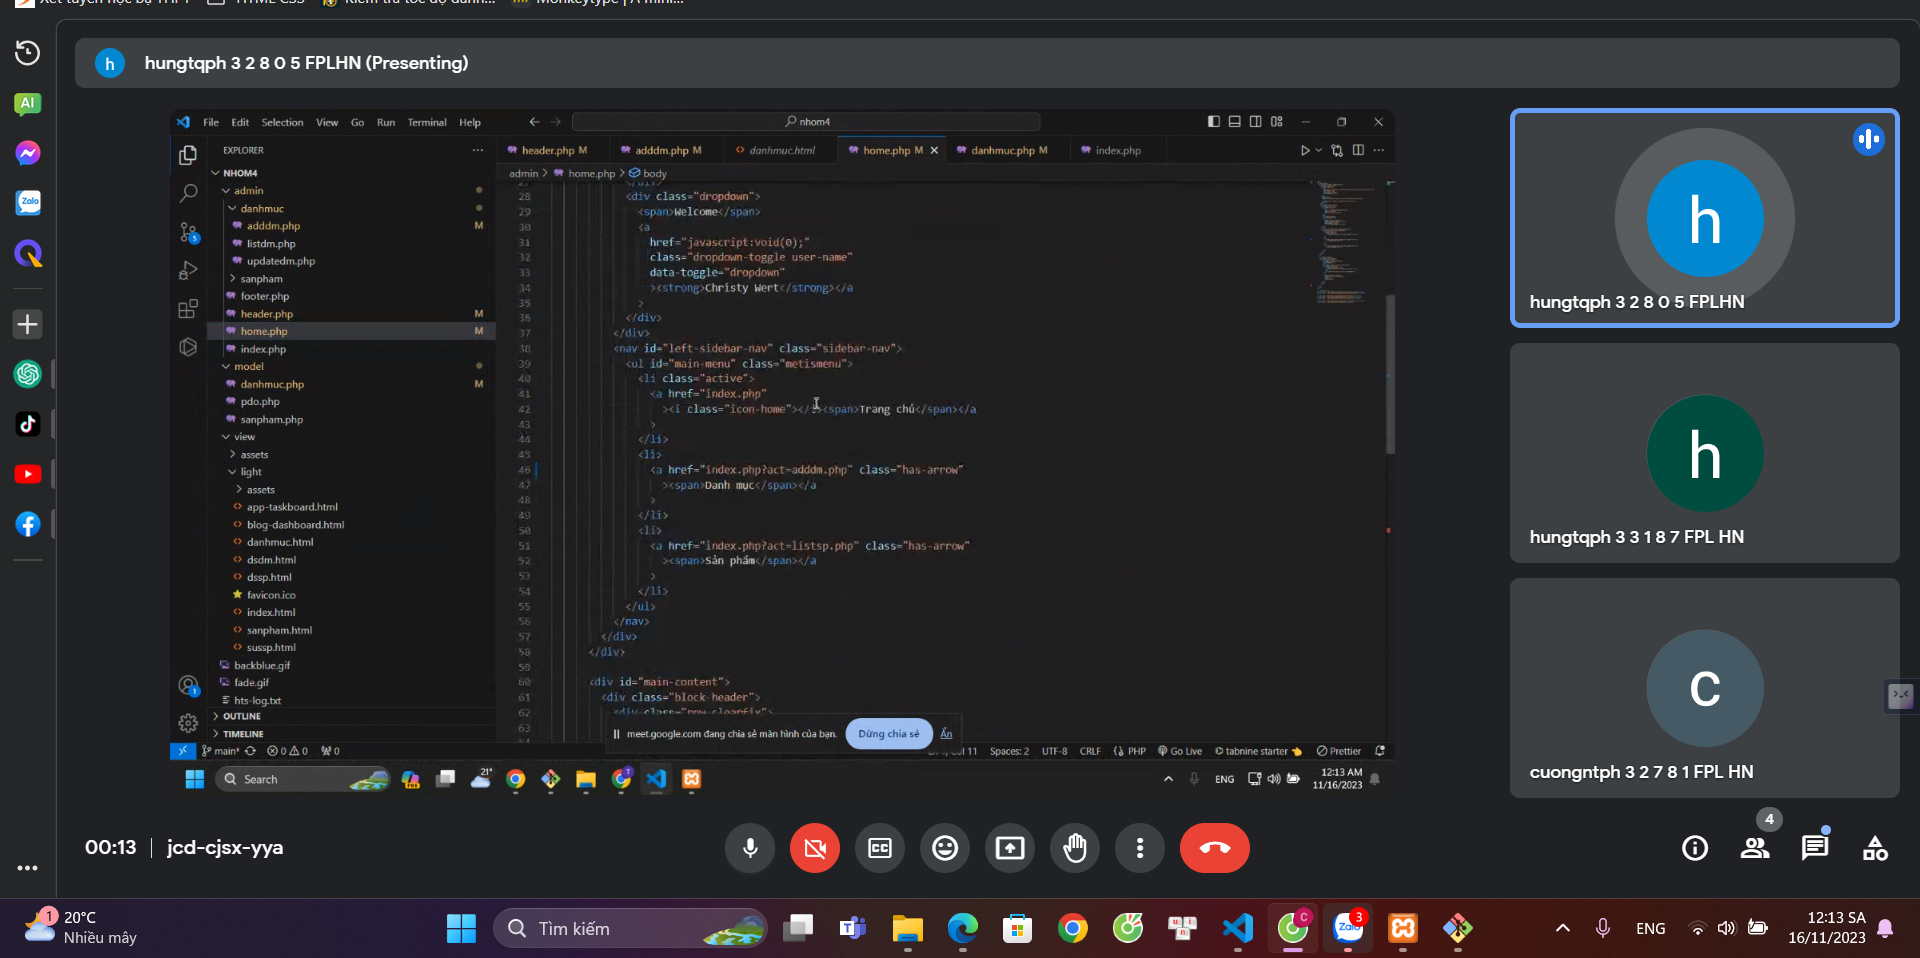 Xét tuyển học bạ THPT
HTML CSS
Kiểm tra tốc độ đánh...
Monkeytype | A mini...
h
hungtqph 3 2 8 0 5 FPLHN (Presenting)
File Edit Selection View Go Run Terminal Help
nhom4
EXPLORER
header.php M
adddm.php M
danhmuc.html
home.php M
danhmuc.php M
index.php
admin > home.php > body
NHOM4
admin
danhmuc
adddm.php M
listdm.php
updatedm.php
sanpham
footer.php
header.php M
home.php M
index.php
model
danhmuc.php M
pdo.php
sanpham.php
view
assets
light
assets
app-taskboard.html
blog-dashboard.html
danhmuc.html
dsdm.html
dssp.html
favicon.ico
index.html
sanpham.html
sussp.html
backblue.gif
fade.gif
hts-log.txt
OUTLINE
TIMELINE
27 </div>
28 <div class="dropdown">
29 <span>Welcome</span>
30 <a
31 href="javascript:void(0);"
32 class="dropdown-toggle user-name"
33 data-toggle="dropdown"
34 ><strong>Christy Wert</strong></a
35 >
36 </div>
37 </div>
38 <nav id="left-sidebar-nav" class="sidebar-nav">
39 <ul id="main-menu" class="metismenu">
40 <li class="active">
41 <a href="index.php"
42 ><i class="icon-home"></i><span>Trang chủ</span></a
43 >
44 </li>
45 <li>
46 <a href="index.php?act=adddm.php" class="has-arrow"
47 ><span>Danh mục</span></a
48 >
49 </li>
50 <li>
51 <a href="index.php?act=listsp.php" class="has-arrow"
52 ><span>Sản phẩm</span></a
53 >
54 </li>
55 </ul>
56 </nav>
57 </div>
58 </div>
59
60 <div id="main-content">
61 <div class="block-header">
62 <div class="row clearfix">
63
meet.google.com đang chia sẻ màn hình của bạn. Dừng chia sẻ Ẩn
main* 0 0 0 Col 11 Spaces: 2 UTF-8 CRLF PHP Go Live tabnine starter Prettier
Search
21°
ENG
12:13 AM
11/16/2023
h
hungtqph 3 2 8 0 5 FPLHN
h
hungtqph 3 3 1 8 7 FPL HN
c
cuongntph 3 2 7 8 1 FPL HN
AI
Zalo
00:13 | jcd-cjsx-yya
4
1
20°C
Nhiều mây
Tìm kiếm
C
Zalo
3
ENG
12:13 SA
16/11/2023